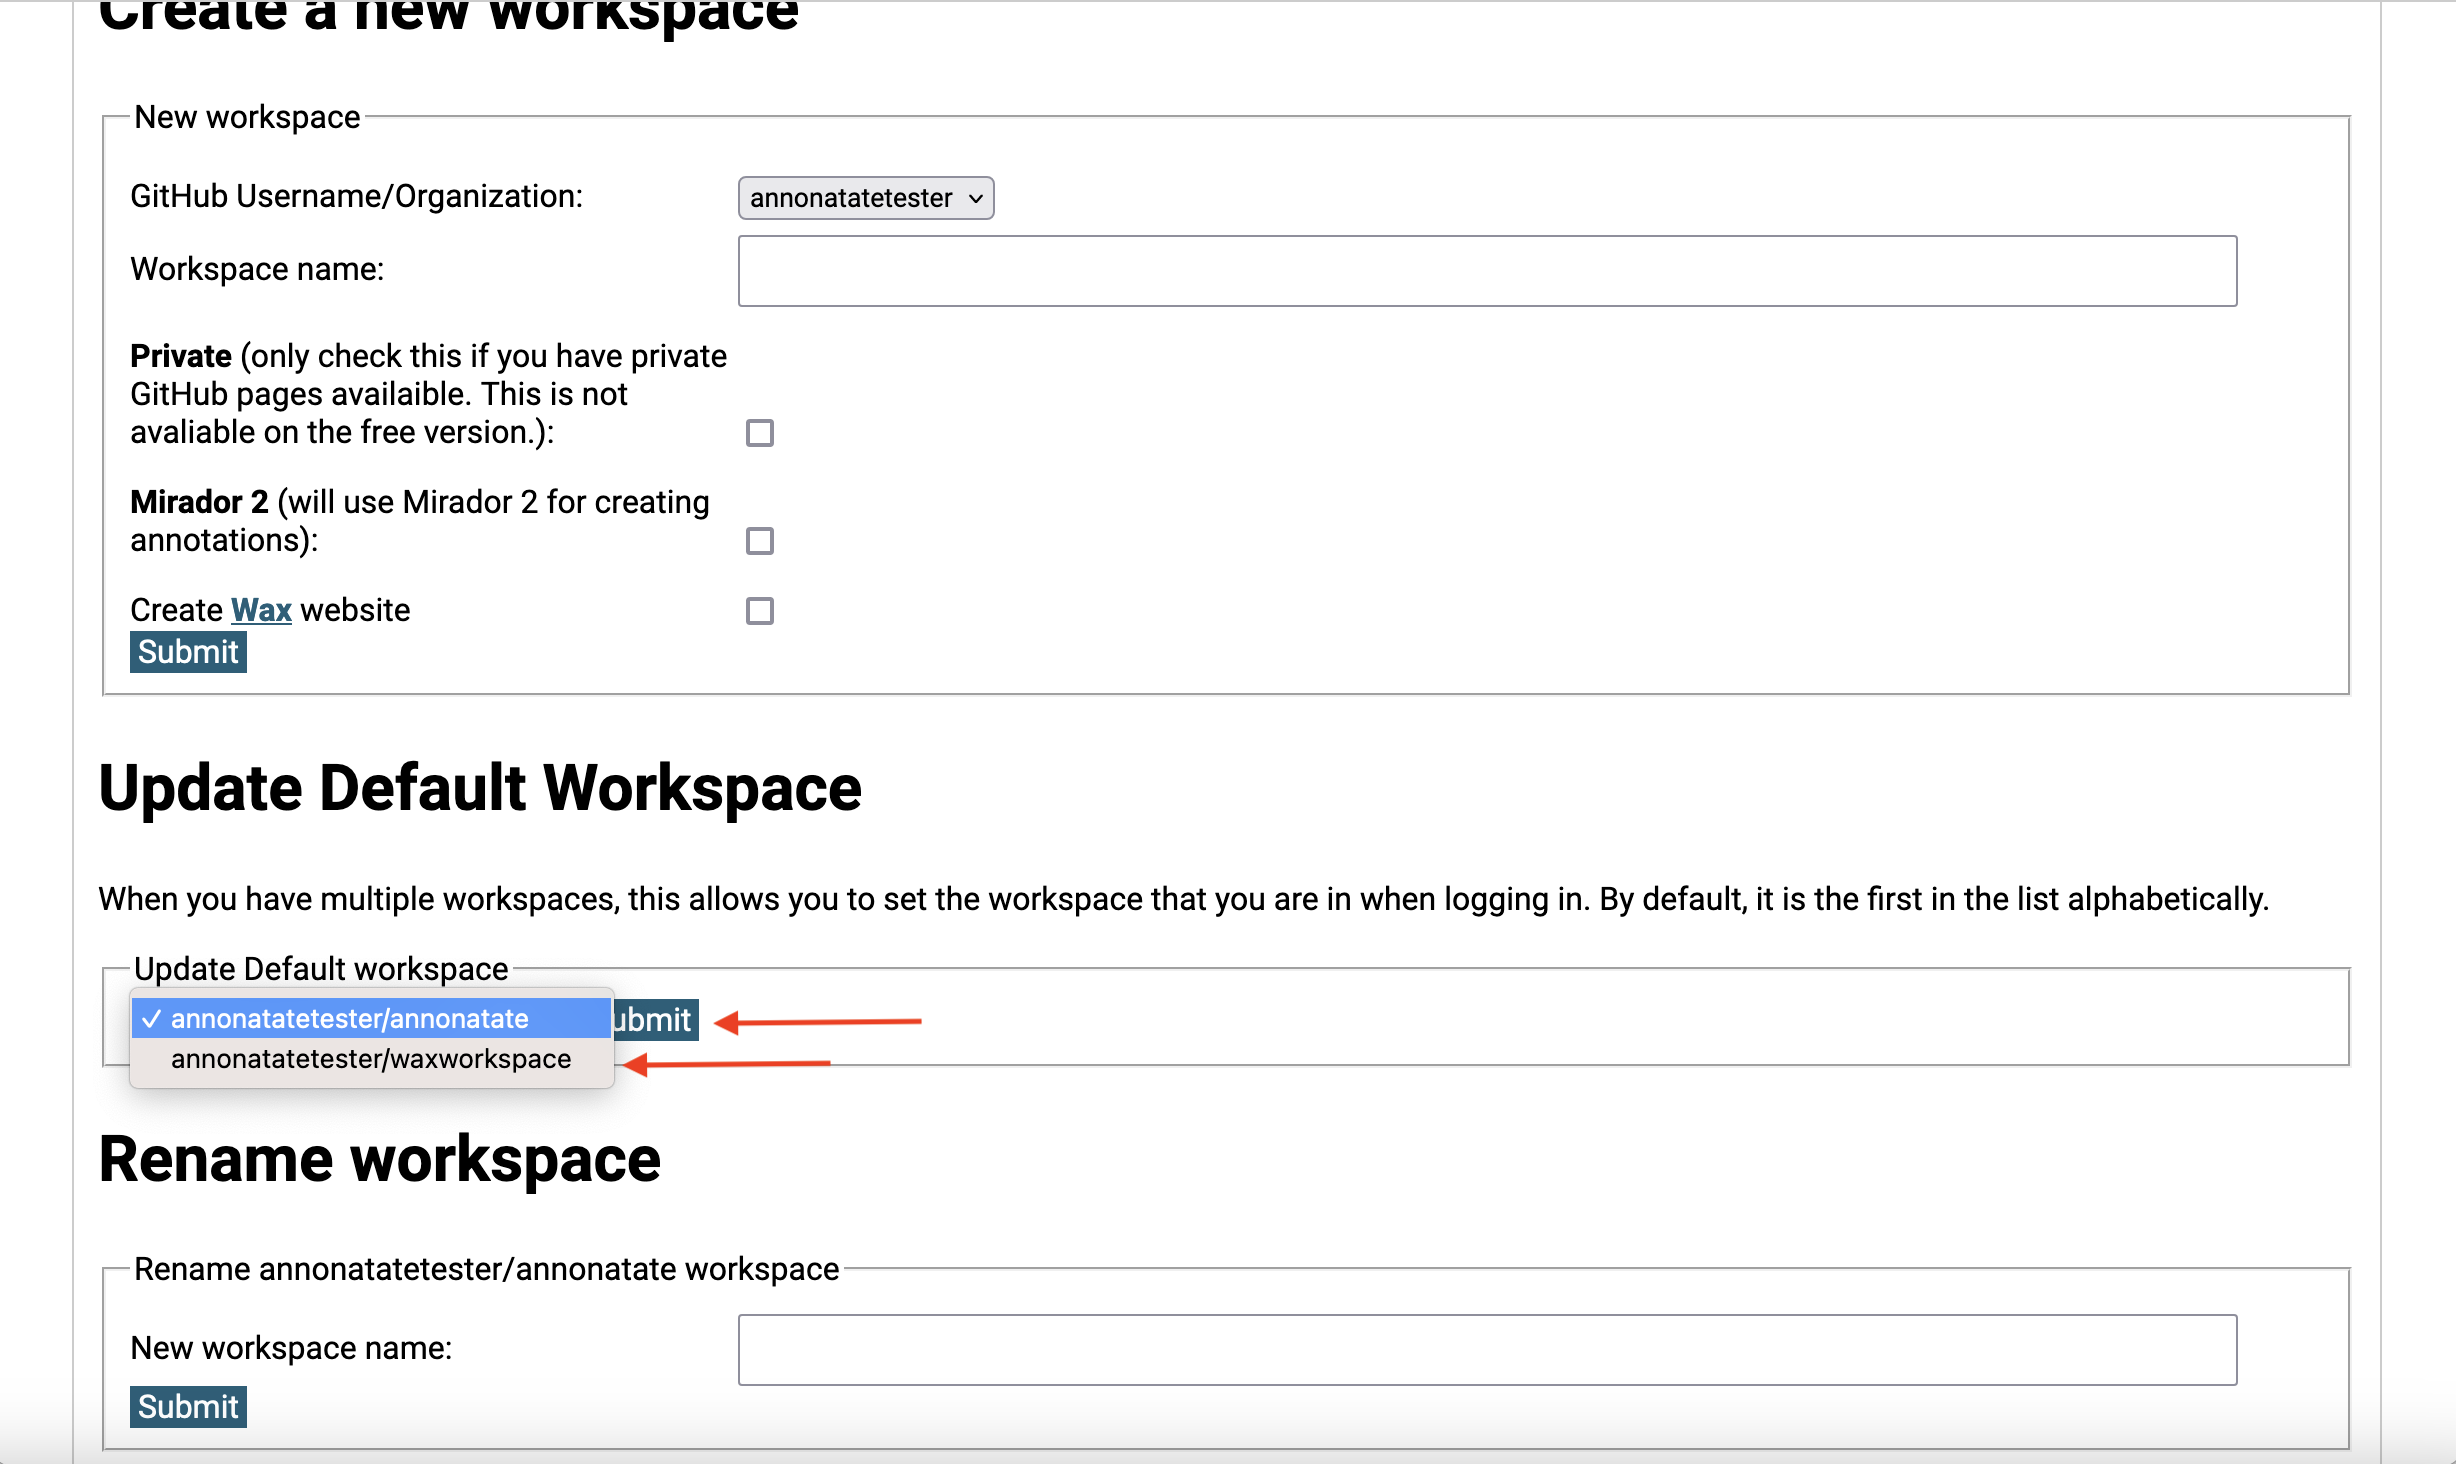 Create a new workspace
New workspace
GitHub Username/Organization:
annonatatetester
Workspace name:
Private (only check this if you have private
GitHub pages availaible. This is not
avaliable on the free version.):
Mirador 2 (will use Mirador 2 for creating
annotations):
Create Wax website
Submit
Update Default Workspace
When you have multiple workspaces, this allows you to set the workspace that you are in when logging in. By default, it is the first in the list alphabetically.
Update Default workspace
✓ annonatatetester/annonatate ubmit
annonatatetester/waxworkspace
Rename workspace
Rename annonatatetester/annonatate workspace
New workspace name:
Submit